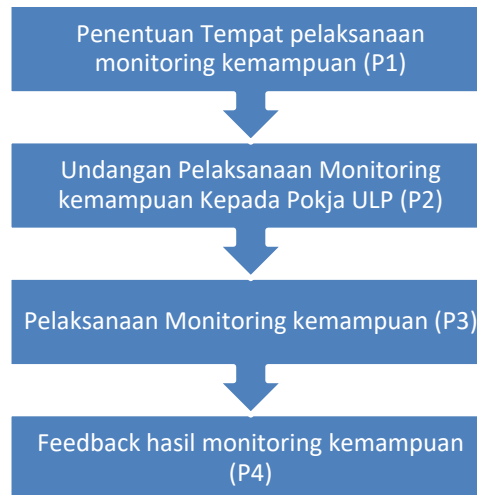 Penentuan Tempat pelaksanaan
monitoring kemampuan (P1)
Undangan Pelaksanaan Monitoring
kemampuan Kepada Pokja ULP (P2)
Pelaksanaan Monitoring kemampuan (P3)
Feedback hasil monitoring kemampuan
(P4)